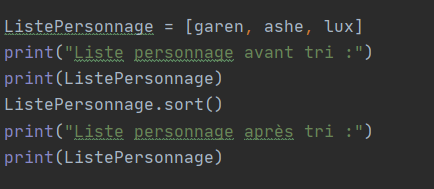 ListePersonnage = [garen, ashe, lux]
print("Liste personnage avant tri :")
print(ListePersonnage)
ListePersonnage.sort()
print("Liste personnage après tri :")
print(ListePersonnage)